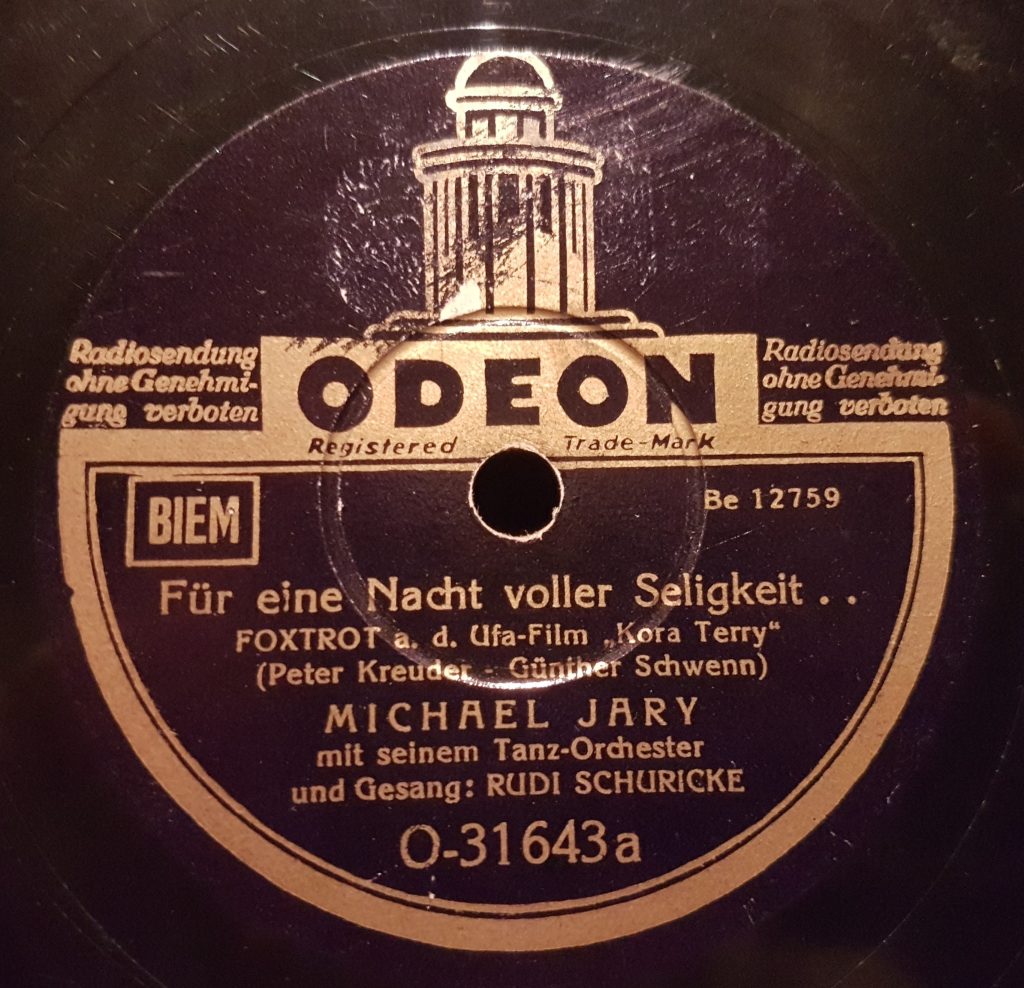 Radiosendung
ohne Genehmi-
gung verboten
ODEON
Registered Trade-Mark
Radiosendung
ohne Genehmi-
gung verboten
BIEM
Be 12759
Für eine Nacht voller Seligkeit . .
FOXTROT a. d. Ufa-Film „Kora Terry“
(Peter Kreuder - Günther Schwenn)
MICHAEL JARY
mit seinem Tanz-Orchester
und Gesang: RUDI SCHURICKE
O-31643a